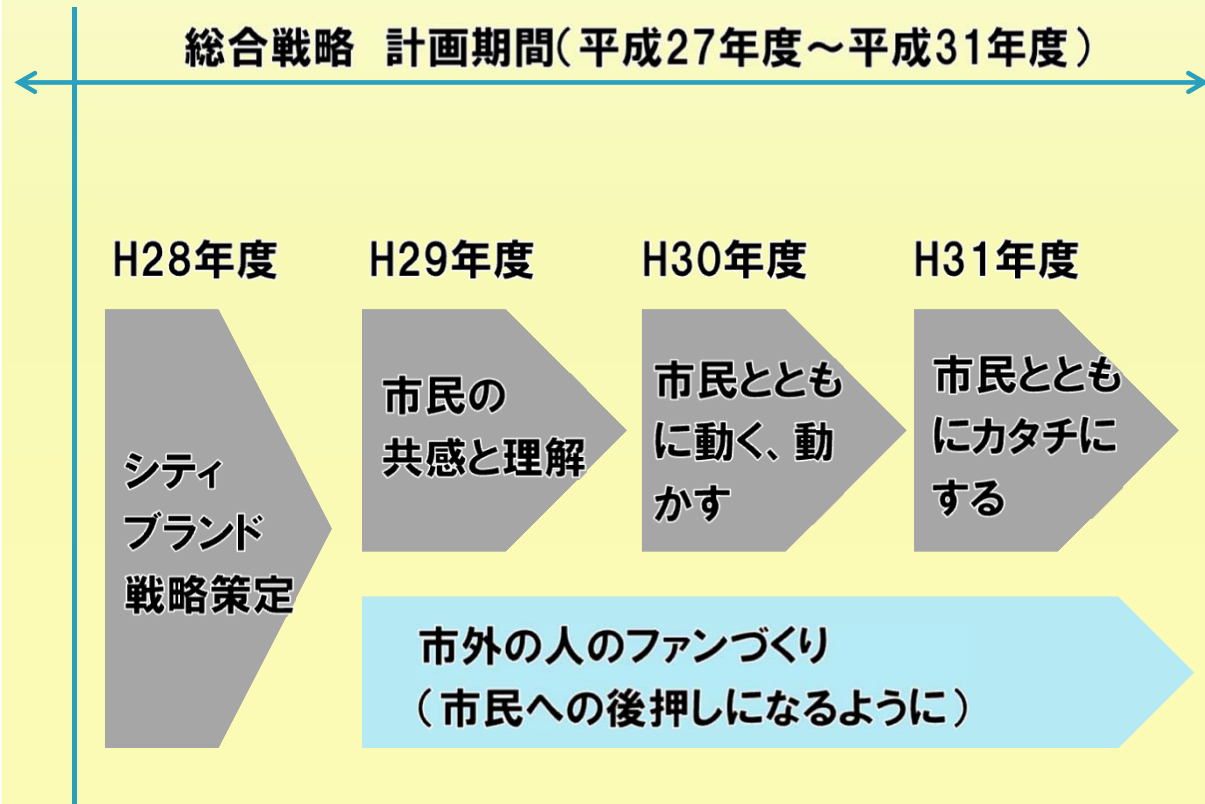 総合戦略　計画期間(平成27年度～平成31年度)
H28年度
H29年度
H30年度
H31年度
シティ
ブランド
戦略策定
市民の
共感と理解
市民ととも
に動く、動
かす
市民ととも
にカタチに
する
市外の人のファンづくり
(市民への後押しになるように)